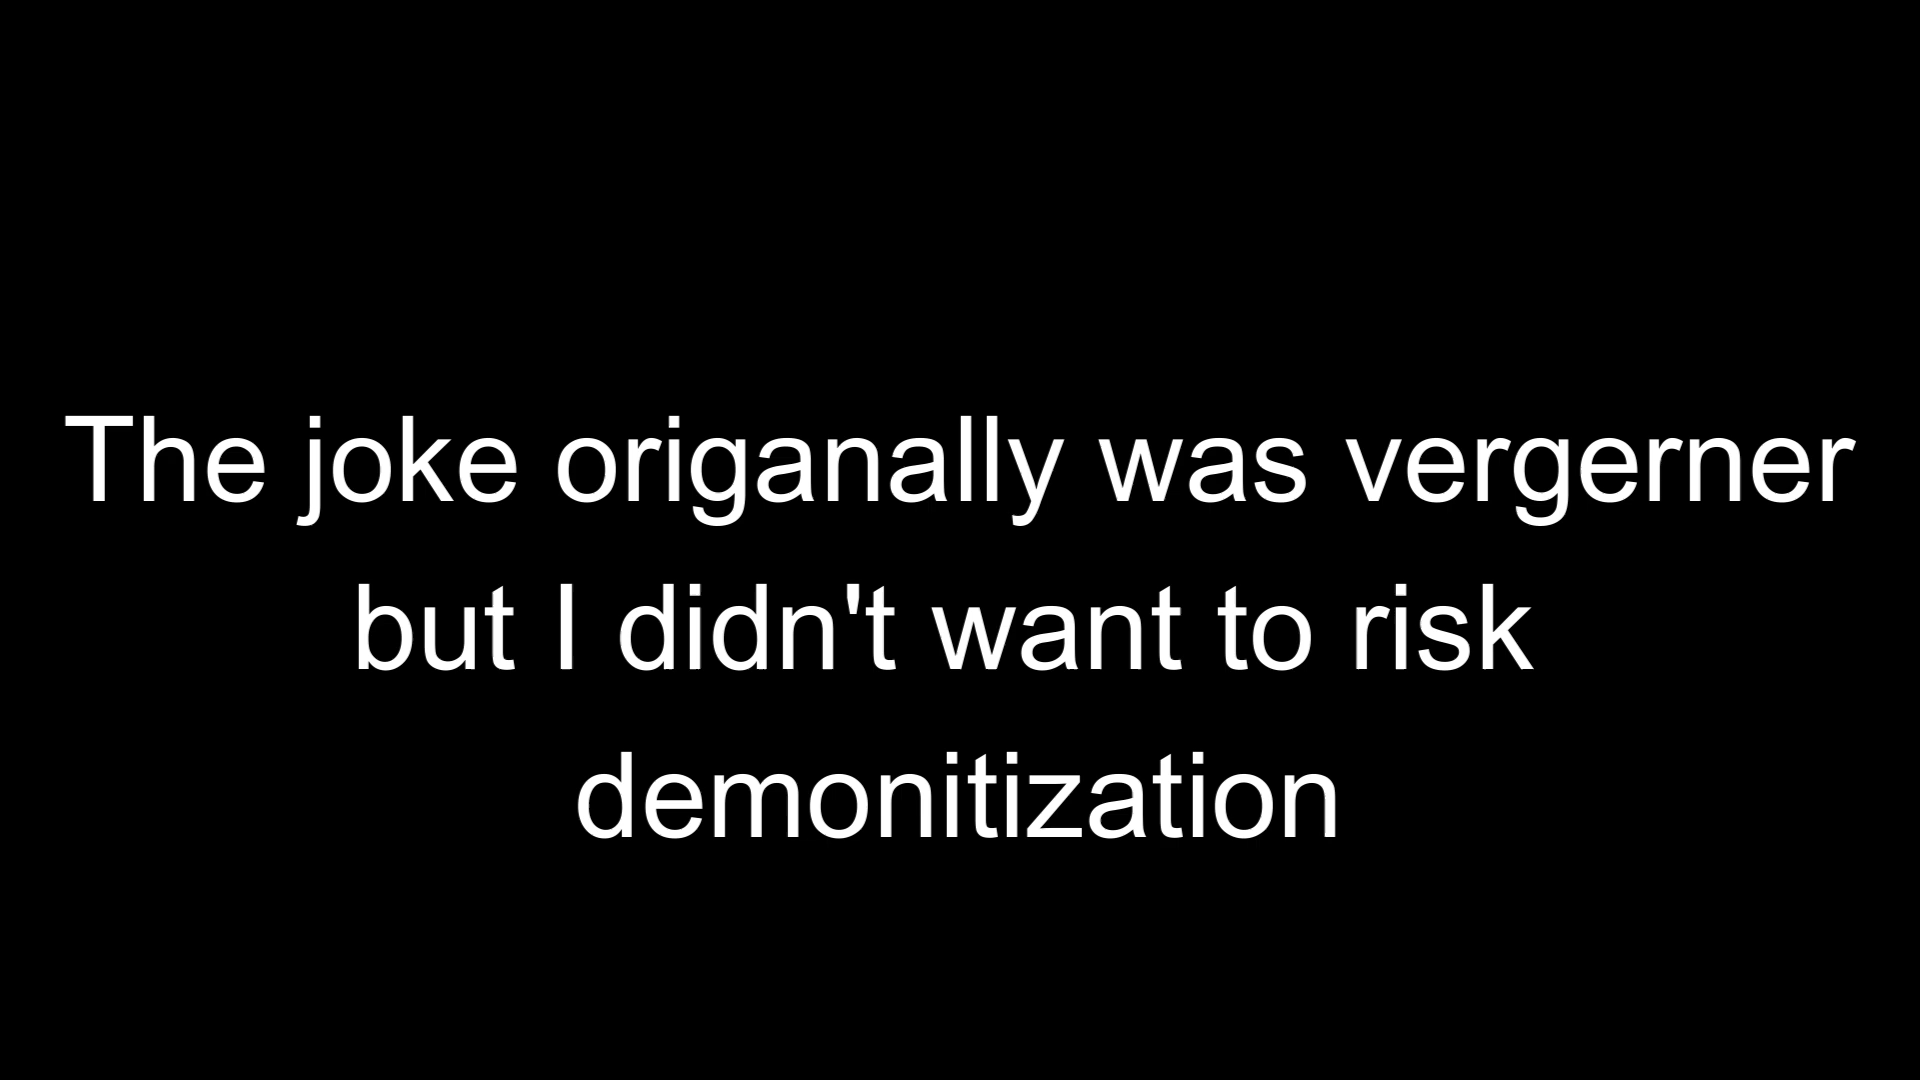 The joke origanally was vergerner
but I didn't want to risk
demonitization